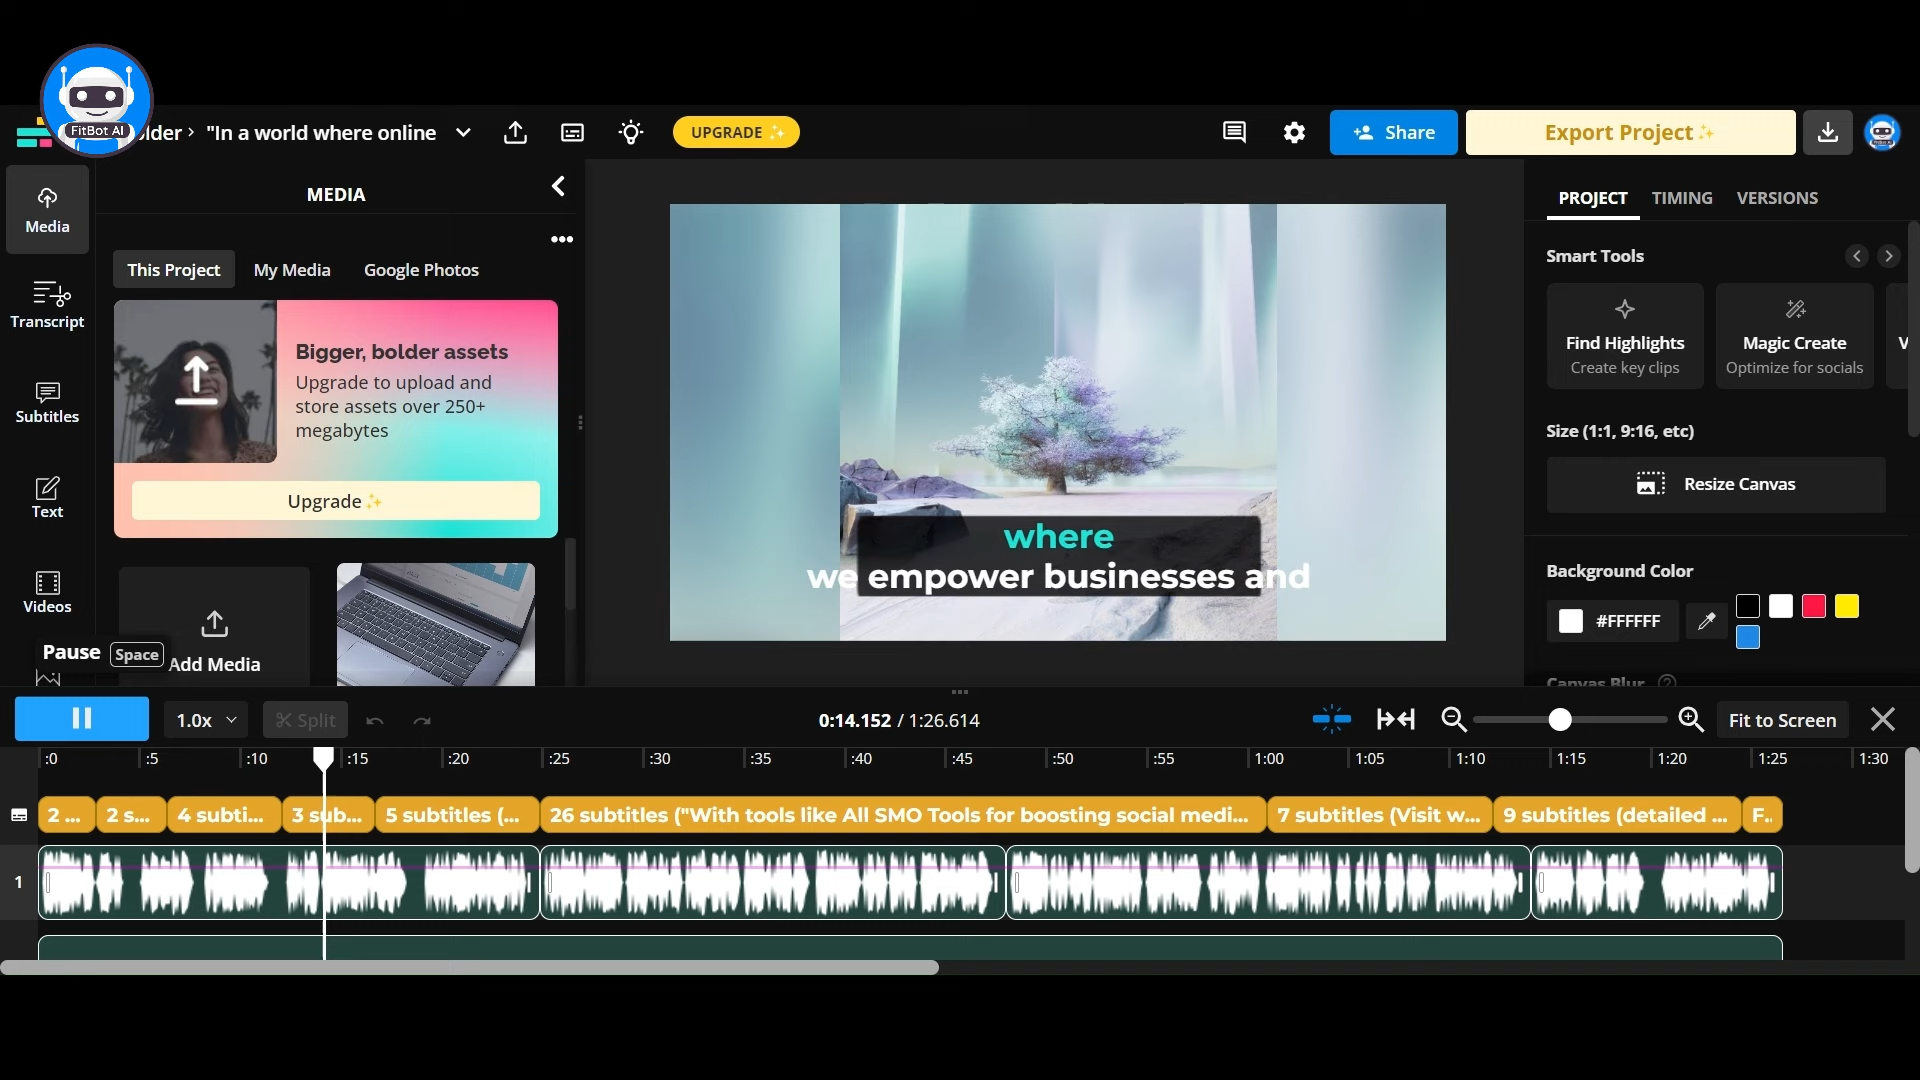 FitBot AI
lder > "In a world where online
UPGRADE
Share
Export Project
Media
Transcript
Subtitles
Text
Videos
MEDIA
This Project
My Media
Google Photos
Bigger, bolder assets
Upgrade to upload and
store assets over 250+
megabytes
Upgrade
Add Media
Pause Space
where
we empower businesses and
PROJECT
TIMING
VERSIONS
Smart Tools
Find Highlights
Create key clips
Magic Create
Optimize for socials
V
Size (1:1, 9:16, etc)
Resize Canvas
Background Color
#FFFFFF
Canvas Blur
1.0x
Split
0:14.152 / 1:26.614
Fit to Screen
:0 :5 :10 :15 :20 :25 :30 :35 :40 :45 :50 :55 1:00 1:05 1:10 1:15 1:20 1:25 1:30
2 ...
2 s...
4 subti...
3 sub...
5 subtitles (...
26 subtitles ("With tools like All SMO Tools for boosting social medi...
7 subtitles (Visit w...
9 subtitles (detailed ...
F..
1